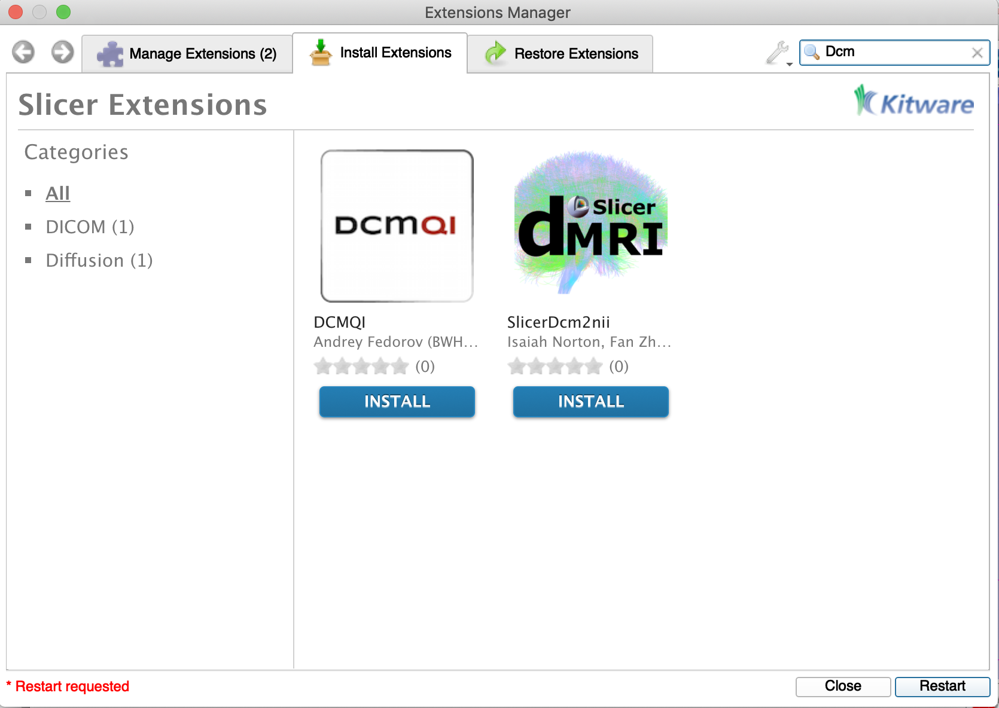 Extensions Manager
Manage Extensions (2)
Install Extensions
Restore Extensions
Dcm
Slicer Extensions
Kitware
Categories
All
DICOM (1)
Diffusion (1)
DCMQI
DCMQI
Andrey Fedorov (BWH...
(0)
INSTALL
Slicer
dMRI
SlicerDcm2nii
Isaiah Norton, Fan Zh...
(0)
INSTALL
* Restart requested
Close
Restart